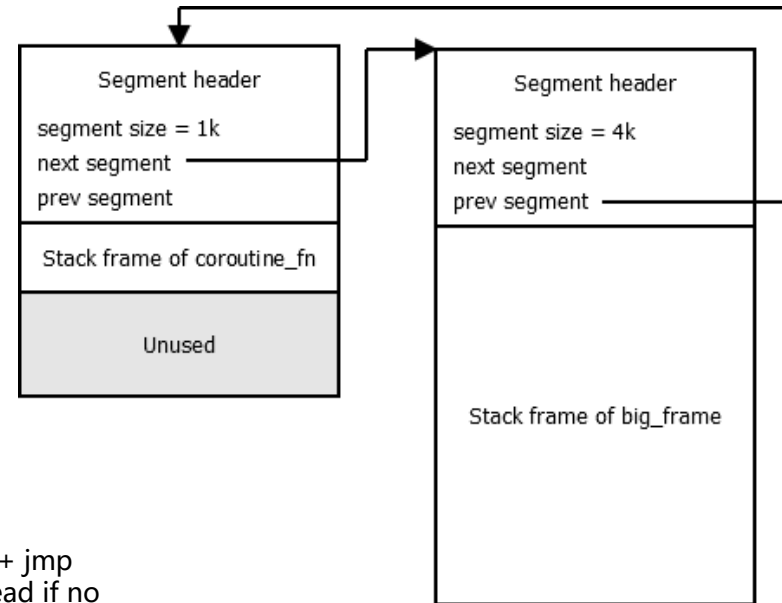 Segment header
segment size = 1k
next segment
prev segment
Stack frame of coroutine_fn
Unused
Segment header
segment size = 4k
next segment
prev segment
Stack frame of big_frame
+ jmp
if no